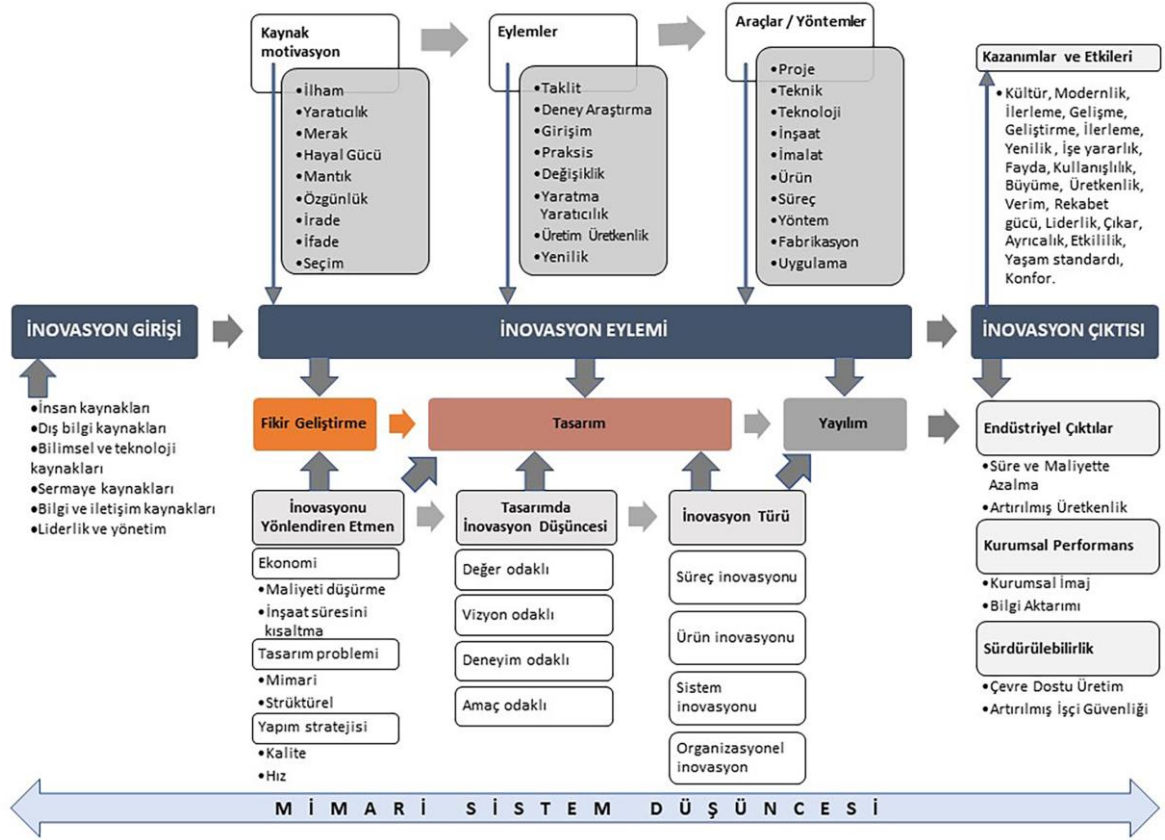 Kaynak
motivasyon
•İlham
•Yaratıcılık
•Merak
•Hayal Gücü
•Mantık
•Özgünlük
•İrade
•İfade
•Seçim
Eylemler
•Taklit
•Deney Araştırma
•Girişim
•Praksis
•Değişiklik
•Yaratma
Yaratıcılık
•Üretim Üretkenlik
•Yenilik
Araçlar / Yöntemler
•Proje
•Teknik
•Teknoloji
•İnşaat
•İmalat
•Ürün
•Süreç
•Yöntem
•Fabrikasyon
•Uygulama
Kazanımlar ve Etkileri
•Kültür, Modernlik,
İlerleme, Gelişme,
Geliştirme, İlerleme,
Yenilik , İşe yararlık,
Fayda, Kullanışlılık,
Büyüme, Üretkenlik,
Verim, Rekabet
gücü, Liderlik, Çıkar,
Ayrıcalık, Etkililik,
Yaşam standardı,
Konfor.
İNOVASYON GİRİŞİ
İNOVASYON EYLEMİ
İNOVASYON ÇIKTISI
•İnsan kaynakları
•Dış bilgi kaynakları
•Bilimsel ve teknoloji
kaynakları
•Sermaye kaynakları
•Bilgi ve iletişim kaynakları
•Liderlik ve yönetim
Fikir Geliştirme
Tasarım
Yayılım
İnovasyonu
Yönlendiren Etmen
Ekonomi
•Maliyeti düşürme
•İnşaat süresini
kısaltma
Tasarım problemi
•Mimari
•Strüktürel
Yapım stratejisi
•Kalite
•Hız
Tasarımda
İnovasyon Düşüncesi
Değer odaklı
Vizyon odaklı
Deneyim odaklı
Amaç odaklı
İnovasyon Türü
Süreç inovasyonu
Ürün inovasyonu
Sistem
inovasyonu
Organizasyonel
inovasyon
Endüstriyel Çıktılar
•Süre ve Maliyette
Azalma
•Artırılmış Üretkenlik
Kurumsal Performans
•Kurumsal İmaj
•Bilgi Aktarımı
Sürdürülebilirlik
•Çevre Dostu Üretim
•Artırılmış İşçi Güvenliği
MİMARİ SİSTEM DÜŞÜNCESİ